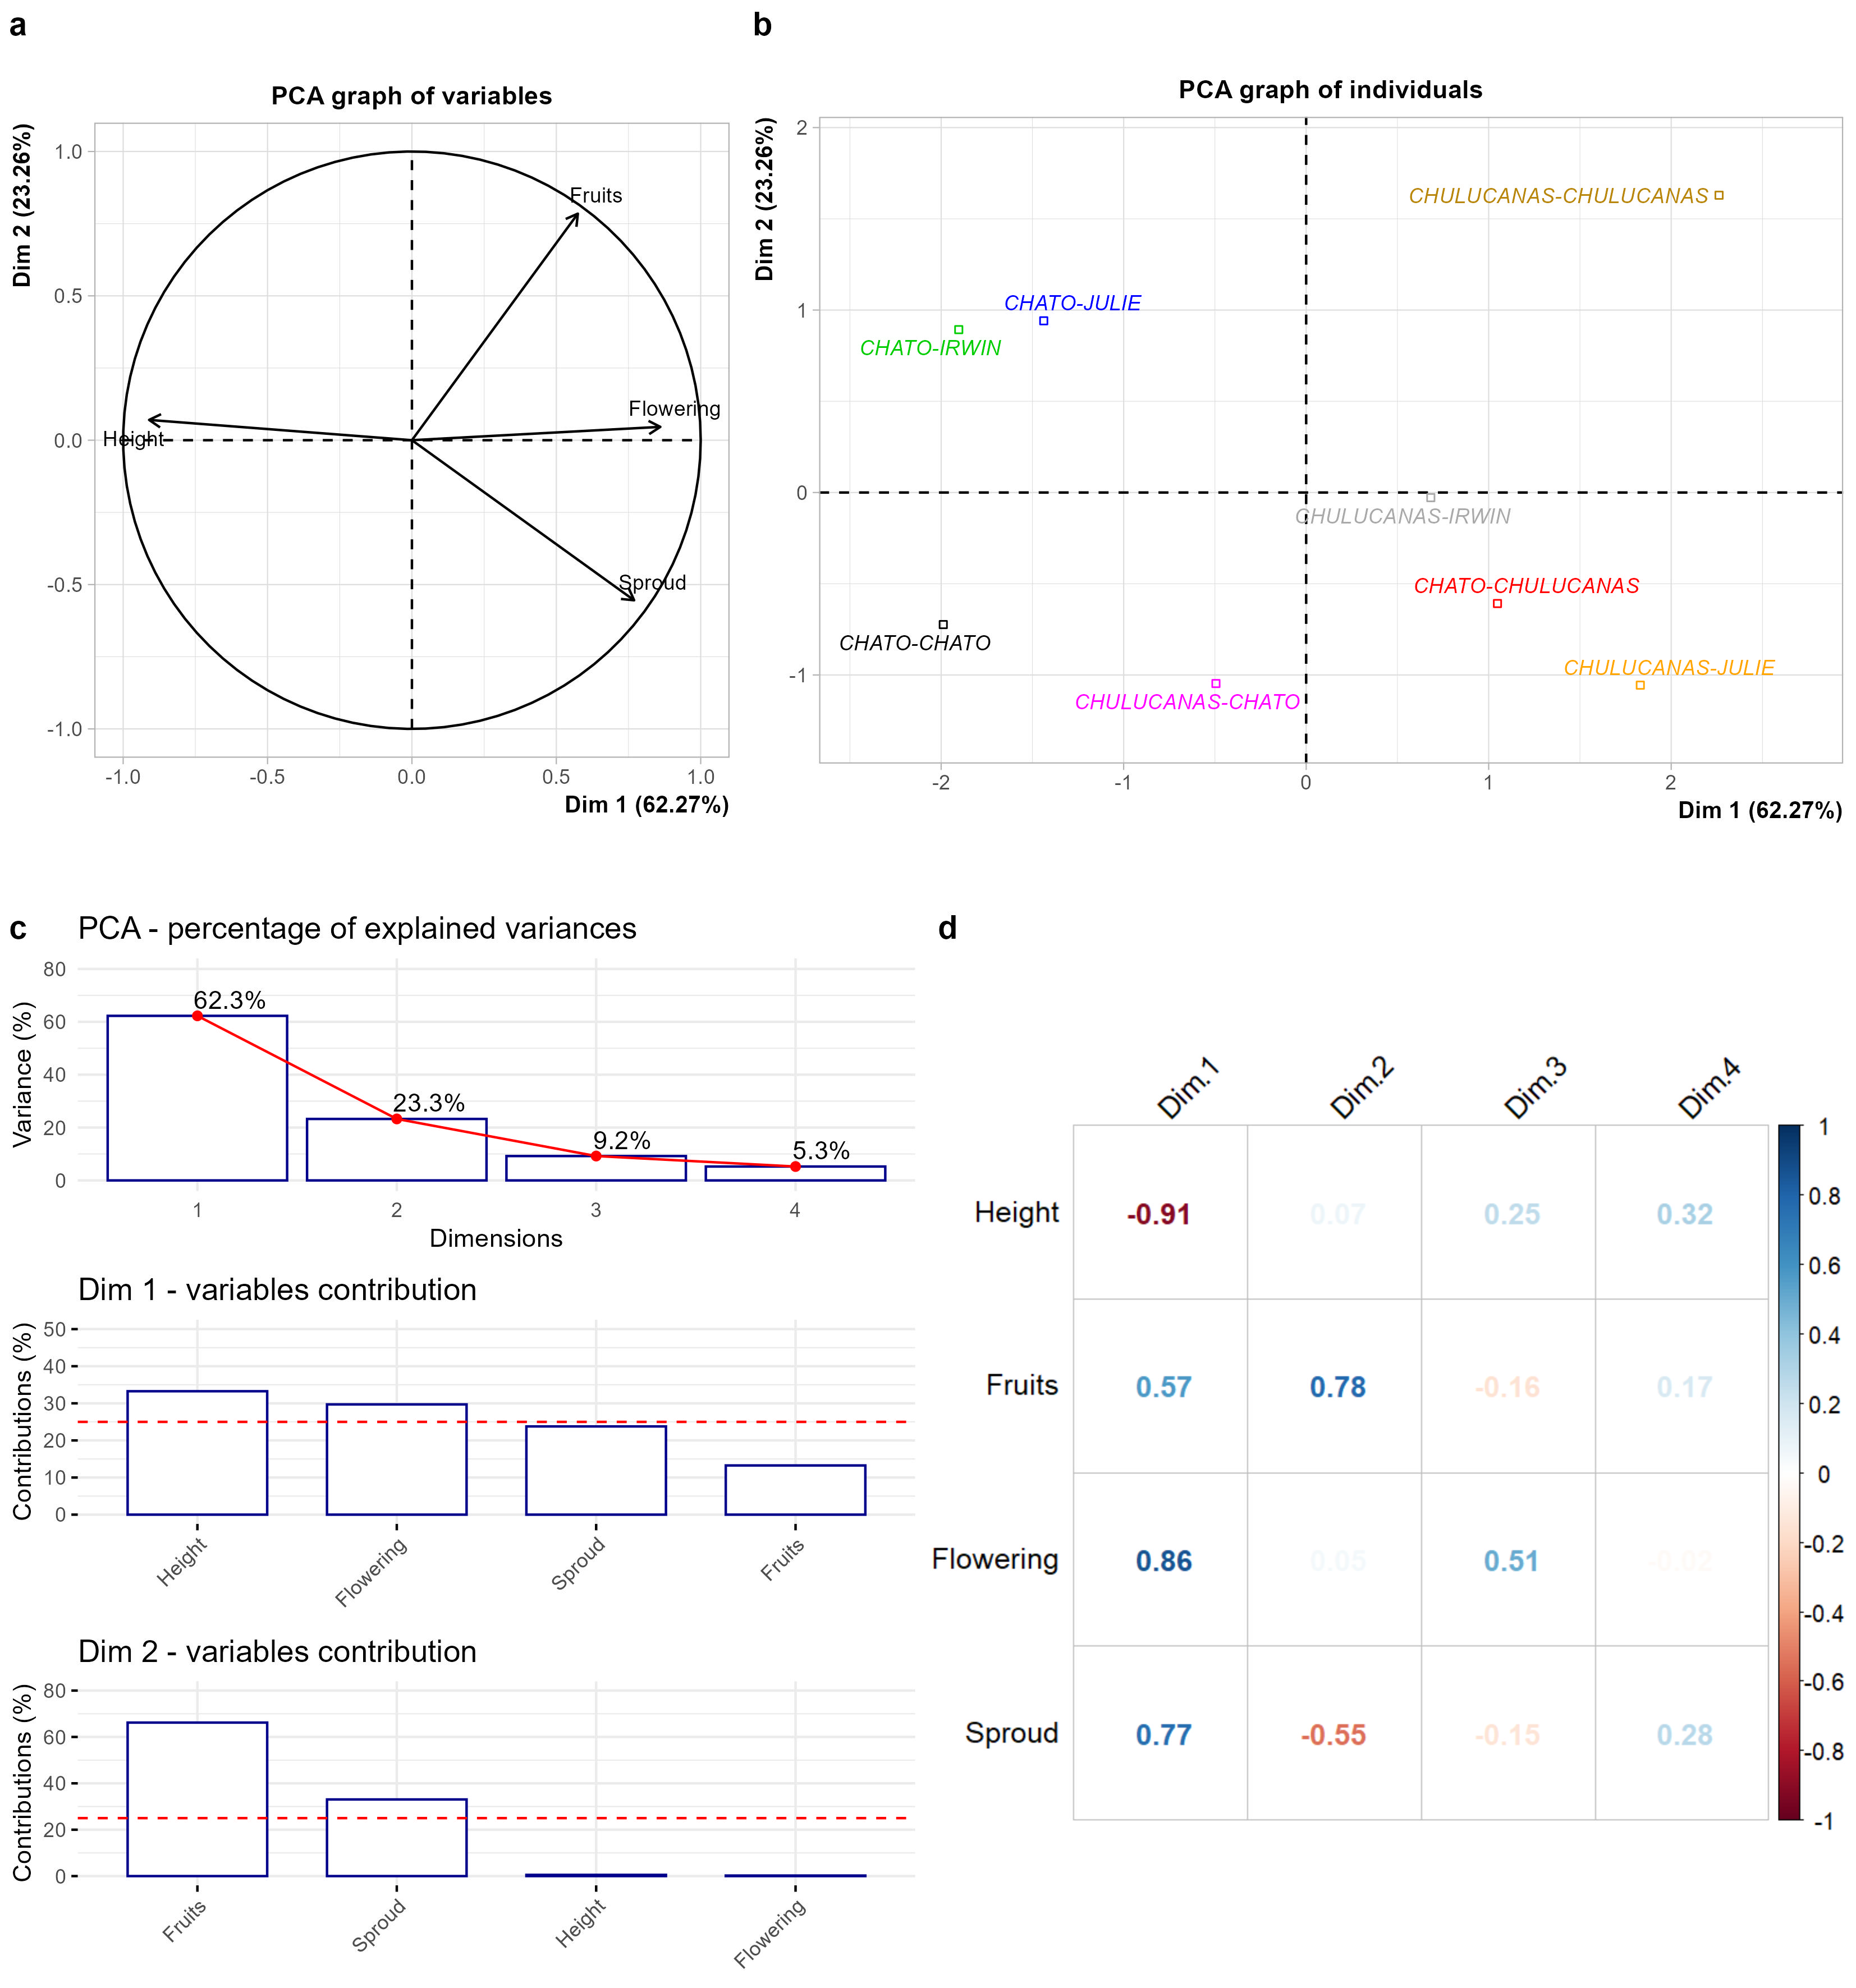 a
PCA graph of variables
Dim 2 (23.26%)
1.0
0.5
0.0
-0.5
-1.0
Fruits
Flowering
Height
Sproud
-1.0 -0.5 0.0 0.5 1.0
Dim 1 (62.27%)
b
PCA graph of individuals
Dim 2 (23.26%)
2
1
0
-1
CHULUCANAS-CHULUCANAS
CHATO-JULIE
CHATO-IRWIN
CHULUCANAS-IRWIN
CHATO-CHULUCANAS
CHATO-CHATO
CHULUCANAS-JULIE
CHULUCANAS-CHATO
-2 -1 0 1 2
Dim 1 (62.27%)
c
PCA - percentage of explained variances
Variance (%)
80
60
40
20
0
62.3%
23.3%
9.2%
5.3%
1 2 3 4
Dimensions
Dim 1 - variables contribution
Contributions (%)
50
40
30
20
10
0
Height Flowering Sproud Fruits
Dim 2 - variables contribution
Contributions (%)
80
60
40
20
0
Fruits Sproud Height Flowering
d
Dim.1 Dim.2 Dim.3 Dim.4
Height -0.91 0.07 0.25 0.32
Fruits 0.57 0.78 -0.16 0.17
Flowering 0.86 0.05 0.51 -0.02
Sproud 0.77 -0.55 -0.15 0.28
1
0.8
0.6
0.4
0.2
0
-0.2
-0.4
-0.6
-0.8
-1